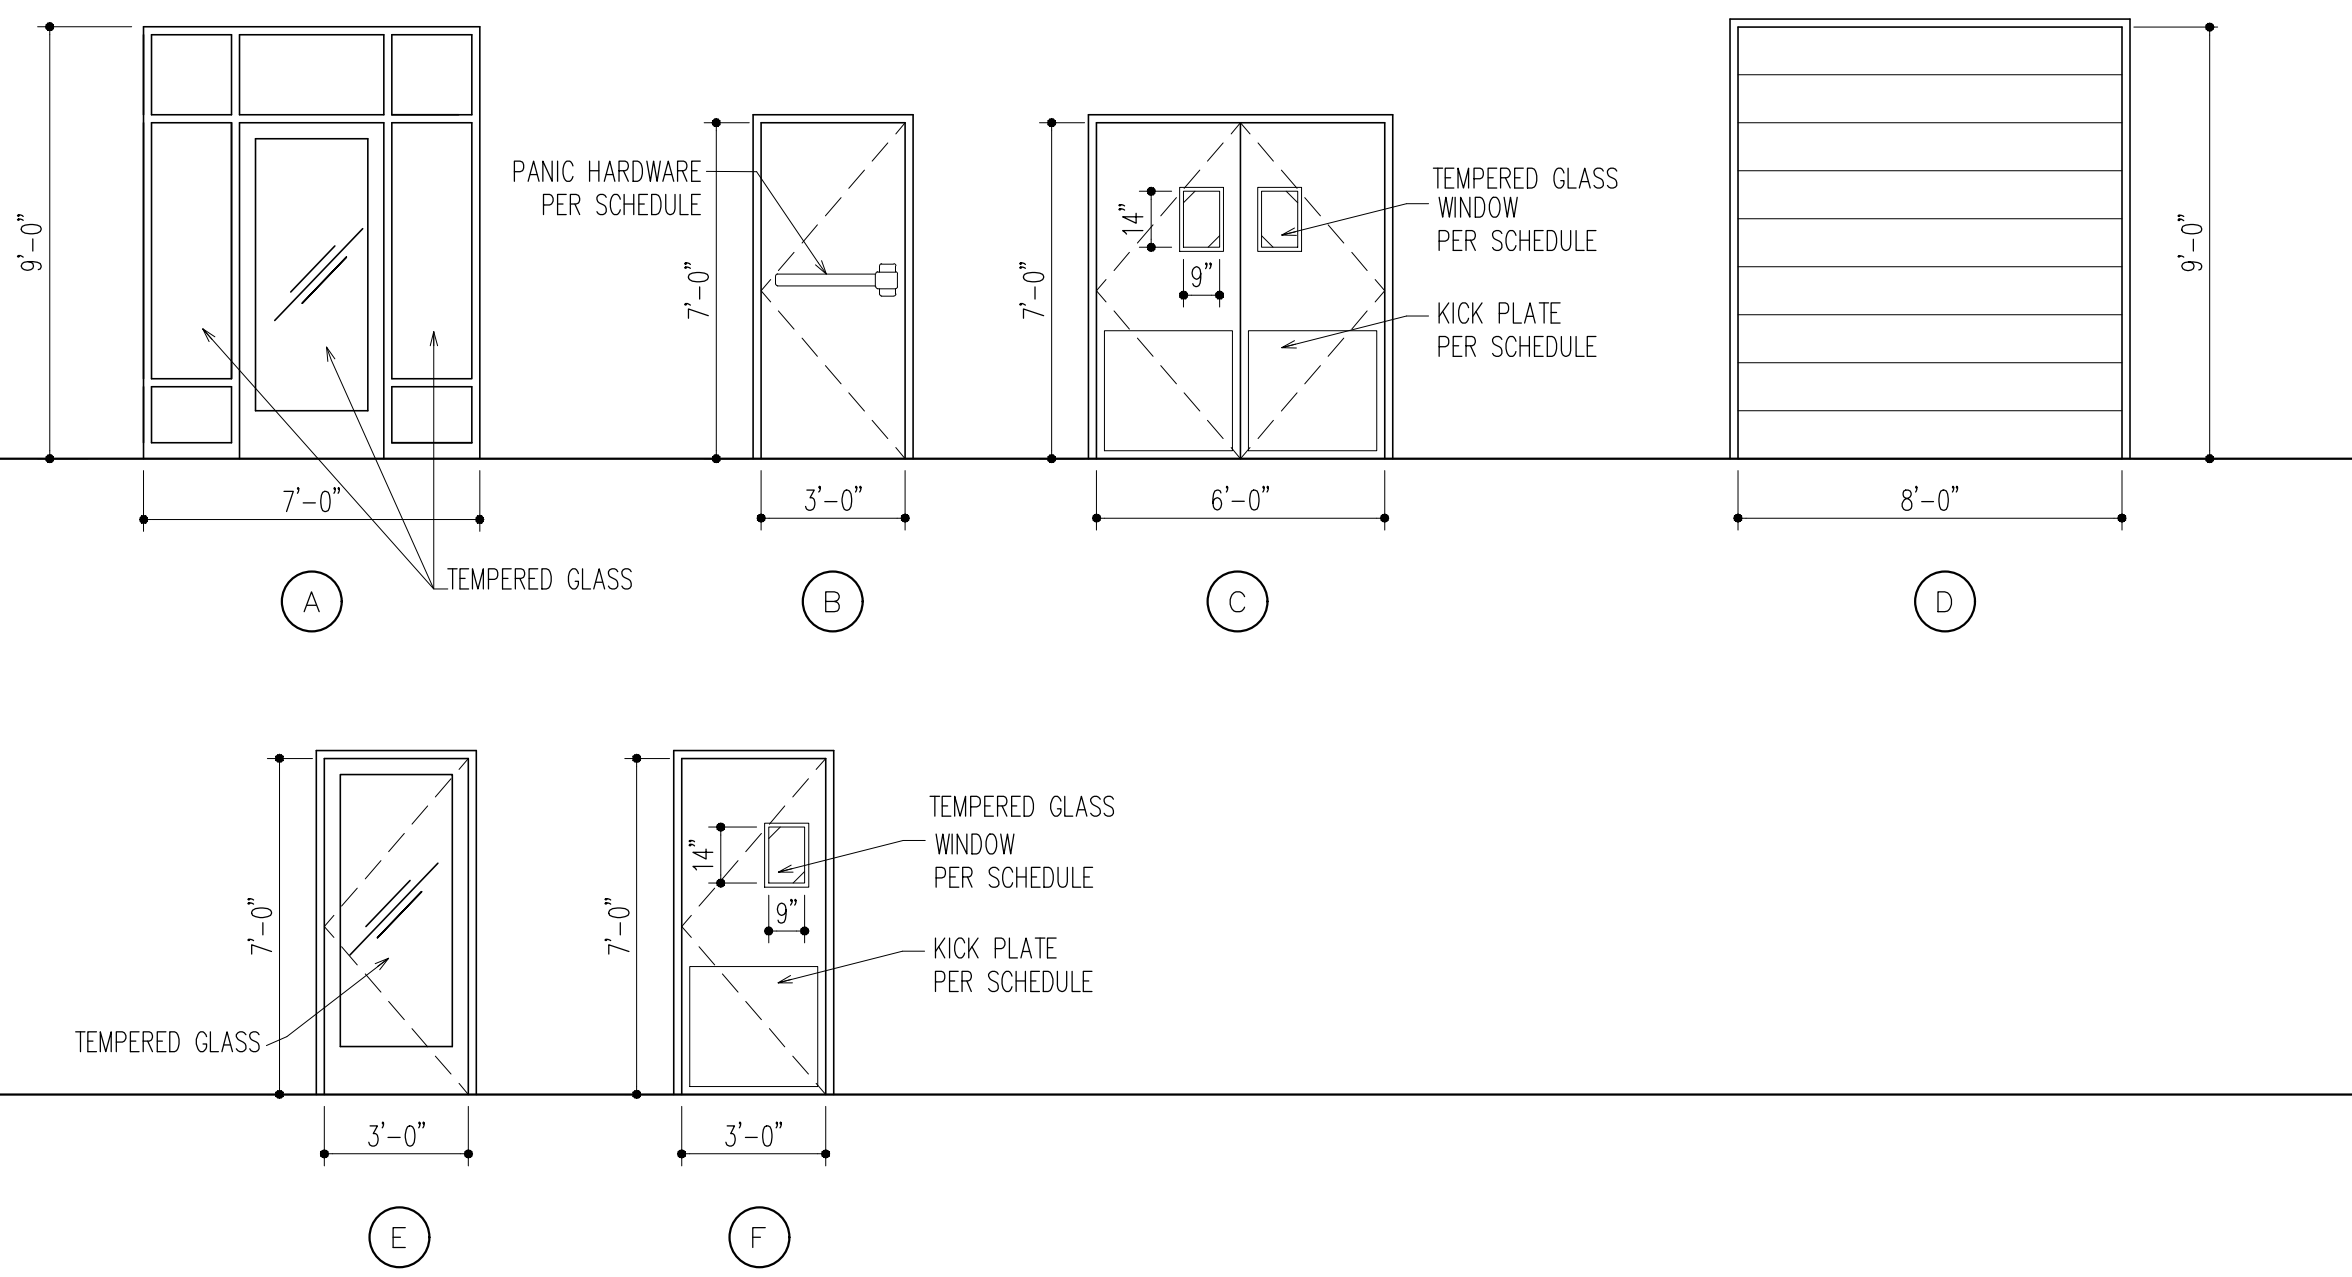 9'-0"
7'-0"
TEMPERED GLASS
A
PANIC HARDWARE
PER SCHEDULE
7'-0"
3'-0"
B
7'-0"
14"
9"
TEMPERED GLASS
WINDOW
PER SCHEDULE
KICK PLATE
PER SCHEDULE
6'-0"
C
9'-0"
8'-0"
D
7'-0"
TEMPERED GLASS
3'-0"
E
7'-0"
14"
9"
TEMPERED GLASS
WINDOW
PER SCHEDULE
KICK PLATE
PER SCHEDULE
3'-0"
F